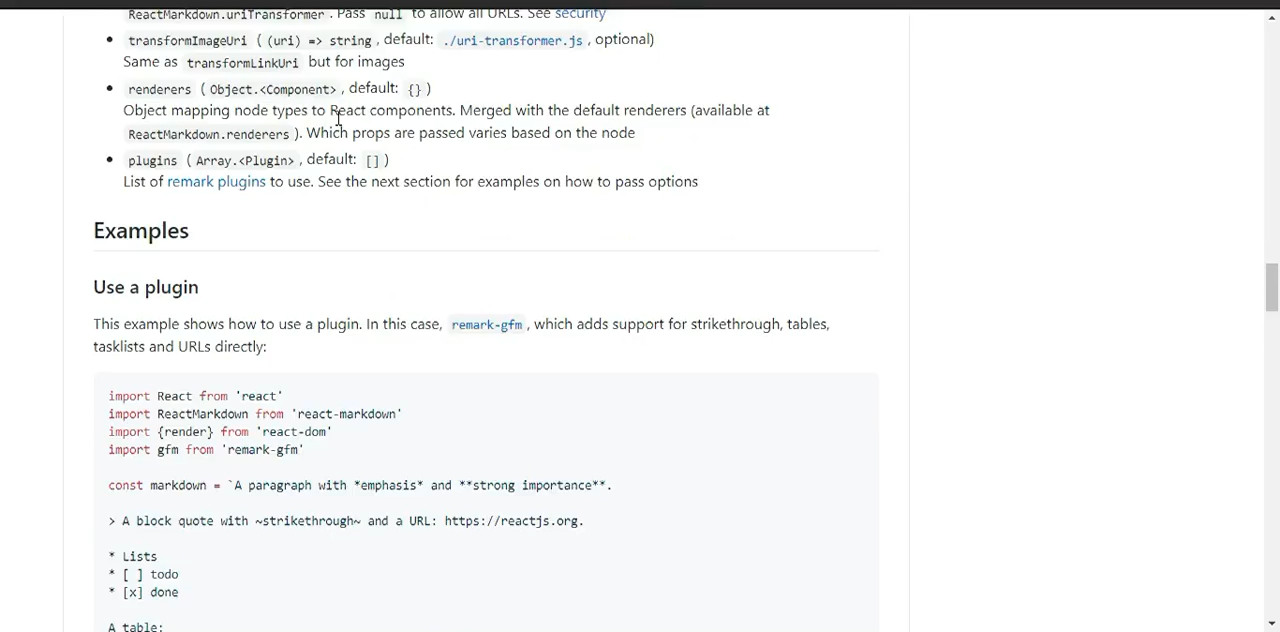 ReactMarkdown.uriTransformer. Pass null to allow all URLs. See security
transformImageUri ( (uri) => string, default: ./uri-transformer.js, optional)
Same as transformLinkUri but for images
renderers ( Object.<Component>, default: {} )
Object mapping node types to React components. Merged with the default renderers (available at
ReactMarkdown.renderers ). Which props are passed varies based on the node
plugins ( Array.<Plugin>, default: [] )
List of remark plugins to use. See the next section for examples on how to pass options
Examples
Use a plugin
This example shows how to use a plugin. In this case, remark-gfm, which adds support for strikethrough, tables,
tasklists and URLs directly:
import React from 'react'
import ReactMarkdown from 'react-markdown'
import {render} from 'react-dom'
import gfm from 'remark-gfm'
const markdown = `A paragraph with *emphasis* and **strong importance**.
> A block quote with ~strikethrough~ and a URL: https://reactjs.org.
* Lists
* [ ] todo
* [x] done
A table: